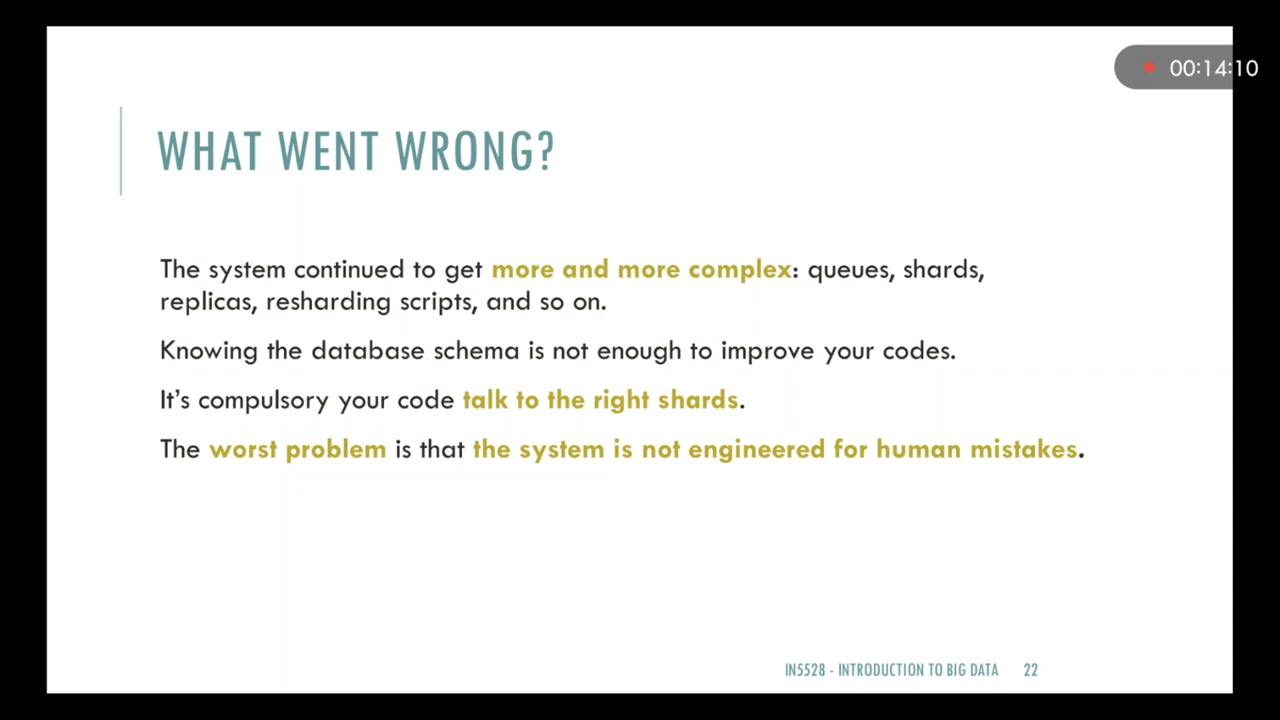 00:14:10
WHAT WENT WRONG?
The system continued to get more and more complex: queues, shards,
replicas, resharding scripts, and so on.
Knowing the database schema is not enough to improve your codes.
It’s compulsory your code talk to the right shards.
The worst problem is that the system is not engineered for human mistakes.
IN5528 - INTRODUCTION TO BIG DATA 22